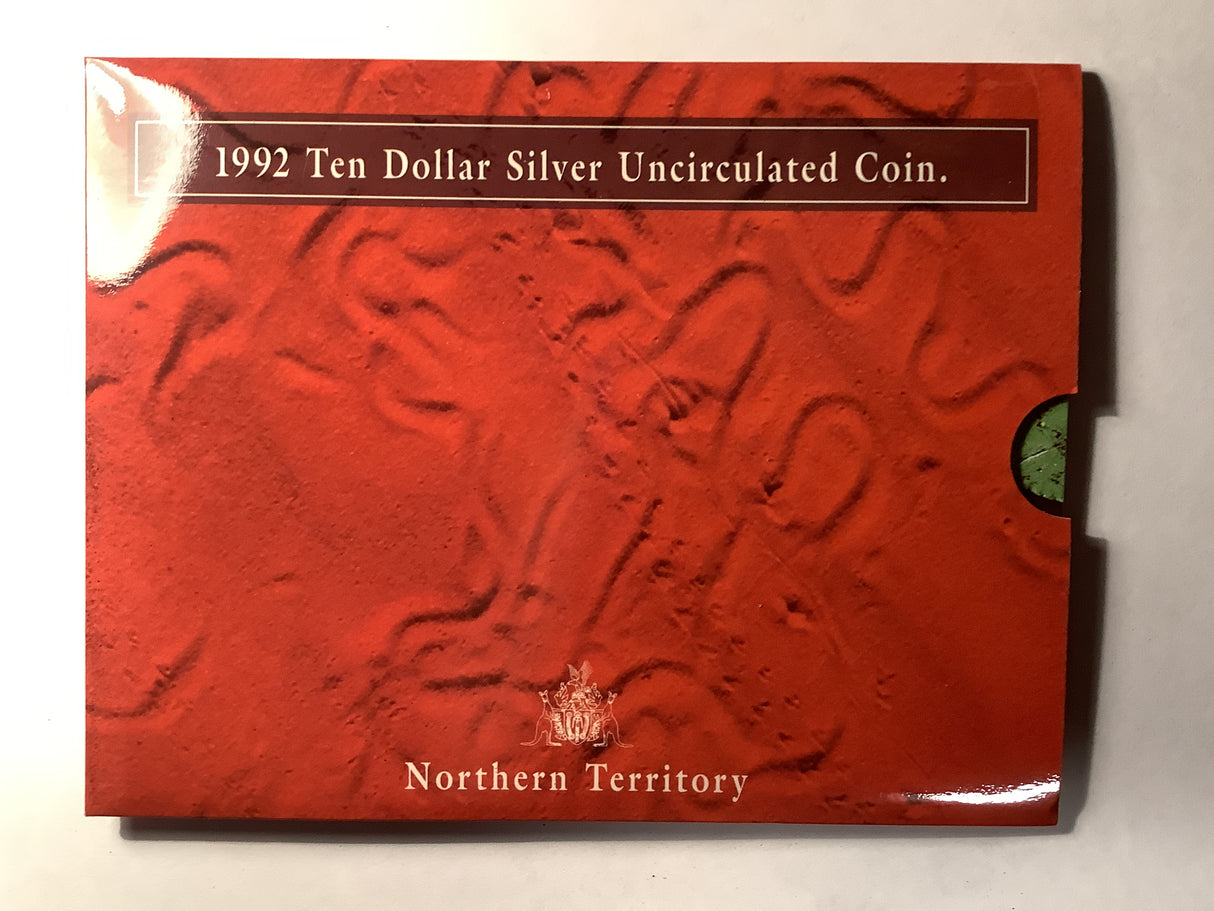 1992 Ten Dollar Silver Uncirculated Coin.
Northern Territory